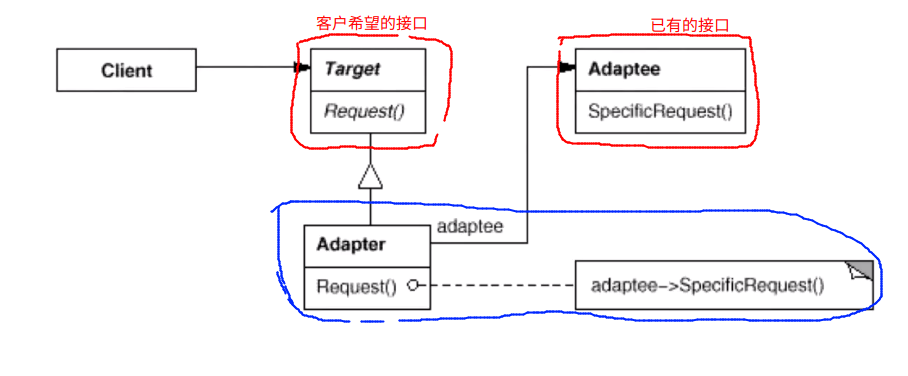 客户希望的接口
已有的接口
Client
Target
Request()
Adaptee
SpecificRequest()
adaptee
Adapter
Request()
adaptee->SpecificRequest()